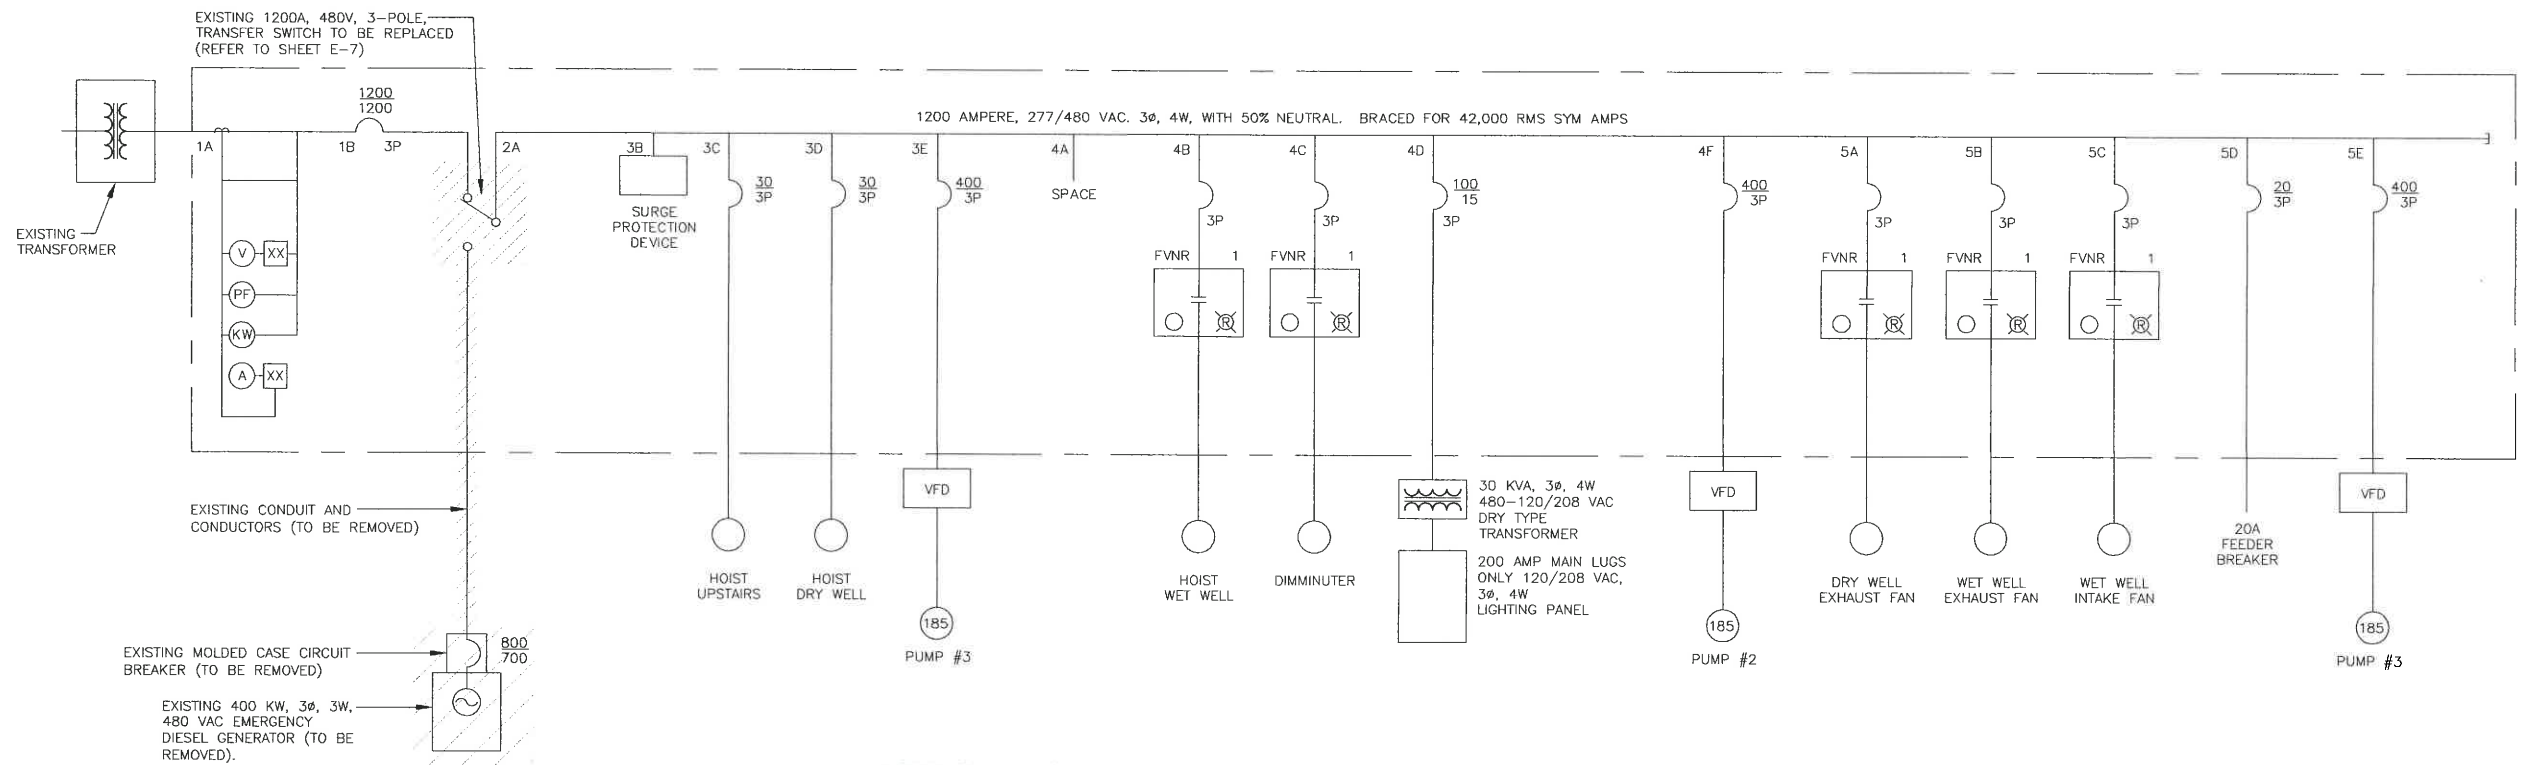 EXISTING 1200A, 480V, 3-POLE,
TRANSFER SWITCH TO BE REPLACED
(REFER TO SHEET E-7)
1200
1200
1200 AMPERE, 277/480 VAC. 3ø, 4W, WITH 50% NEUTRAL. BRACED FOR 42,000 RMS SYM AMPS
1A
1B
3P
2A
3B
3C
3D
3E
4A
4B
4C
4D
4F
5A
5B
5C
5D
5E
EXISTING
TRANSFORMER
V
XX
PF
KW
A
XX
SURGE
PROTECTION
DEVICE
30
3P
30
3P
400
3P
SPACE
3P
3P
100
15
3P
400
3P
3P
3P
3P
20
3P
400
3P
FVNR 1
R
FVNR 1
R
FVNR 1
R
FVNR 1
R
FVNR 1
R
EXISTING CONDUIT AND
CONDUCTORS (TO BE REMOVED)
VFD
30 KVA, 3ø, 4W
480-120/208 VAC
DRY TYPE
TRANSFORMER
VFD
VFD
HOIST
UPSTAIRS
HOIST
DRY WELL
185
PUMP #3
HOIST
WET WELL
DIMMINUTER
200 AMP MAIN LUGS
ONLY 120/208 VAC,
3ø, 4W
LIGHTING PANEL
185
PUMP #2
DRY WELL
EXHAUST FAN
WET WELL
EXHAUST FAN
WET WELL
INTAKE FAN
20A
FEEDER
BREAKER
185
PUMP #3
EXISTING MOLDED CASE CIRCUIT
BREAKER (TO BE REMOVED)
800
700
EXISTING 400 KW, 3ø, 3W,
480 VAC EMERGENCY
DIESEL GENERATOR (TO BE
REMOVED).